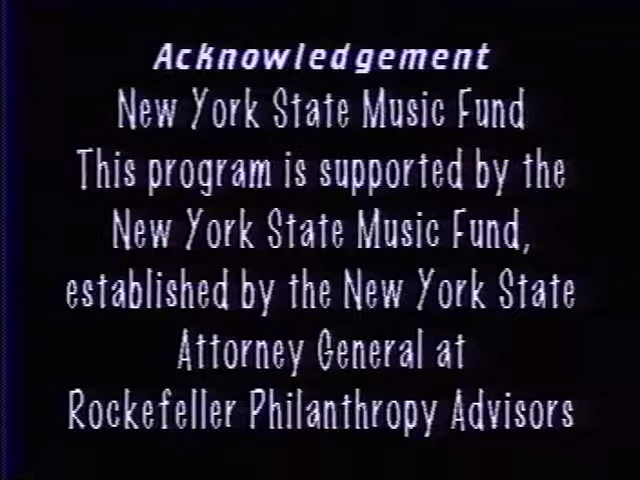 Acknowledgement
New York State Music Fund
This program is supported by the
New York State Music Fund,
established by the New York State
Attorney General at
Rockefeller Philanthropy Advisors